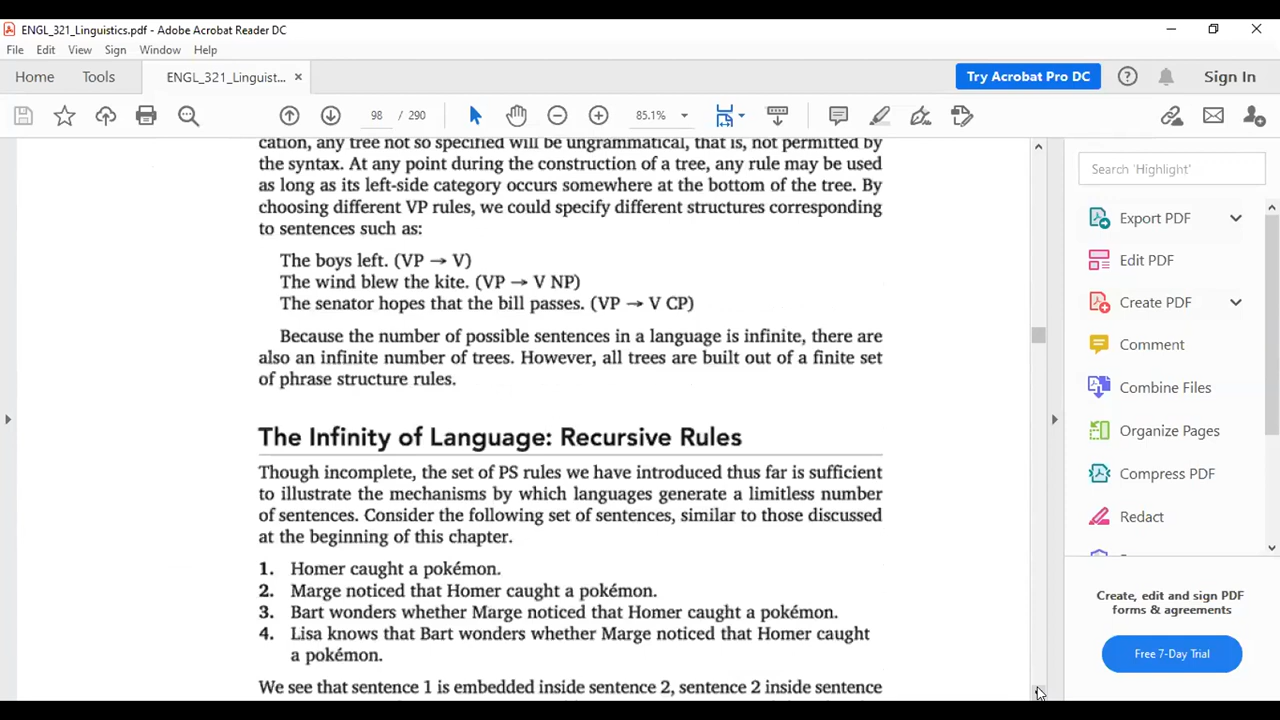 ENGL_321_Linguistics.pdf - Adobe Acrobat Reader DC
File Edit View Sign Window Help
Home Tools ENGL_321_Linguist... ×
Try Acrobat Pro DC
Sign In
98 / 290
85.1%
cation, any tree not so specified will be ungrammatical, that is, not permitted by
the syntax. At any point during the construction of a tree, any rule may be used
as long as its left-side category occurs somewhere at the bottom of the tree. By
choosing different VP rules, we could specify different structures corresponding
to sentences such as:
The boys left. (VP → V)
The wind blew the kite. (VP → V NP)
The senator hopes that the bill passes. (VP → V CP)
Because the number of possible sentences in a language is infinite, there are
also an infinite number of trees. However, all trees are built out of a finite set
of phrase structure rules.
The Infinity of Language: Recursive Rules
Though incomplete, the set of PS rules we have introduced thus far is sufficient
to illustrate the mechanisms by which languages generate a limitless number
of sentences. Consider the following set of sentences, similar to those discussed
at the beginning of this chapter.
1. Homer caught a pokémon.
2. Marge noticed that Homer caught a pokémon.
3. Bart wonders whether Marge noticed that Homer caught a pokémon.
4. Lisa knows that Bart wonders whether Marge noticed that Homer caught
a pokémon.
We see that sentence 1 is embedded inside sentence 2, sentence 2 inside sentence
Search 'Highlight'
Export PDF
Edit PDF
Create PDF
Comment
Combine Files
Organize Pages
Compress PDF
Redact
Create, edit and sign PDF
forms & agreements
Free 7-Day Trial